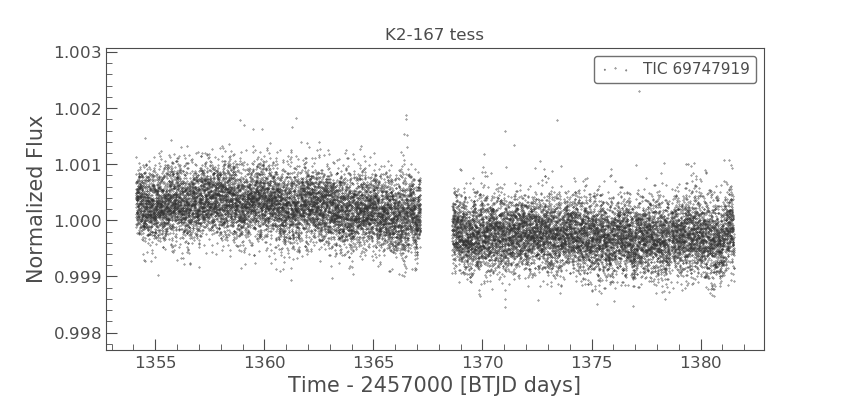 K2-167 tess
TIC 69747919
Normalized Flux
1.003
1.002
1.001
1.000
0.999
0.998
1355 1360 1365 1370 1375 1380
Time - 2457000 [BTJD days]